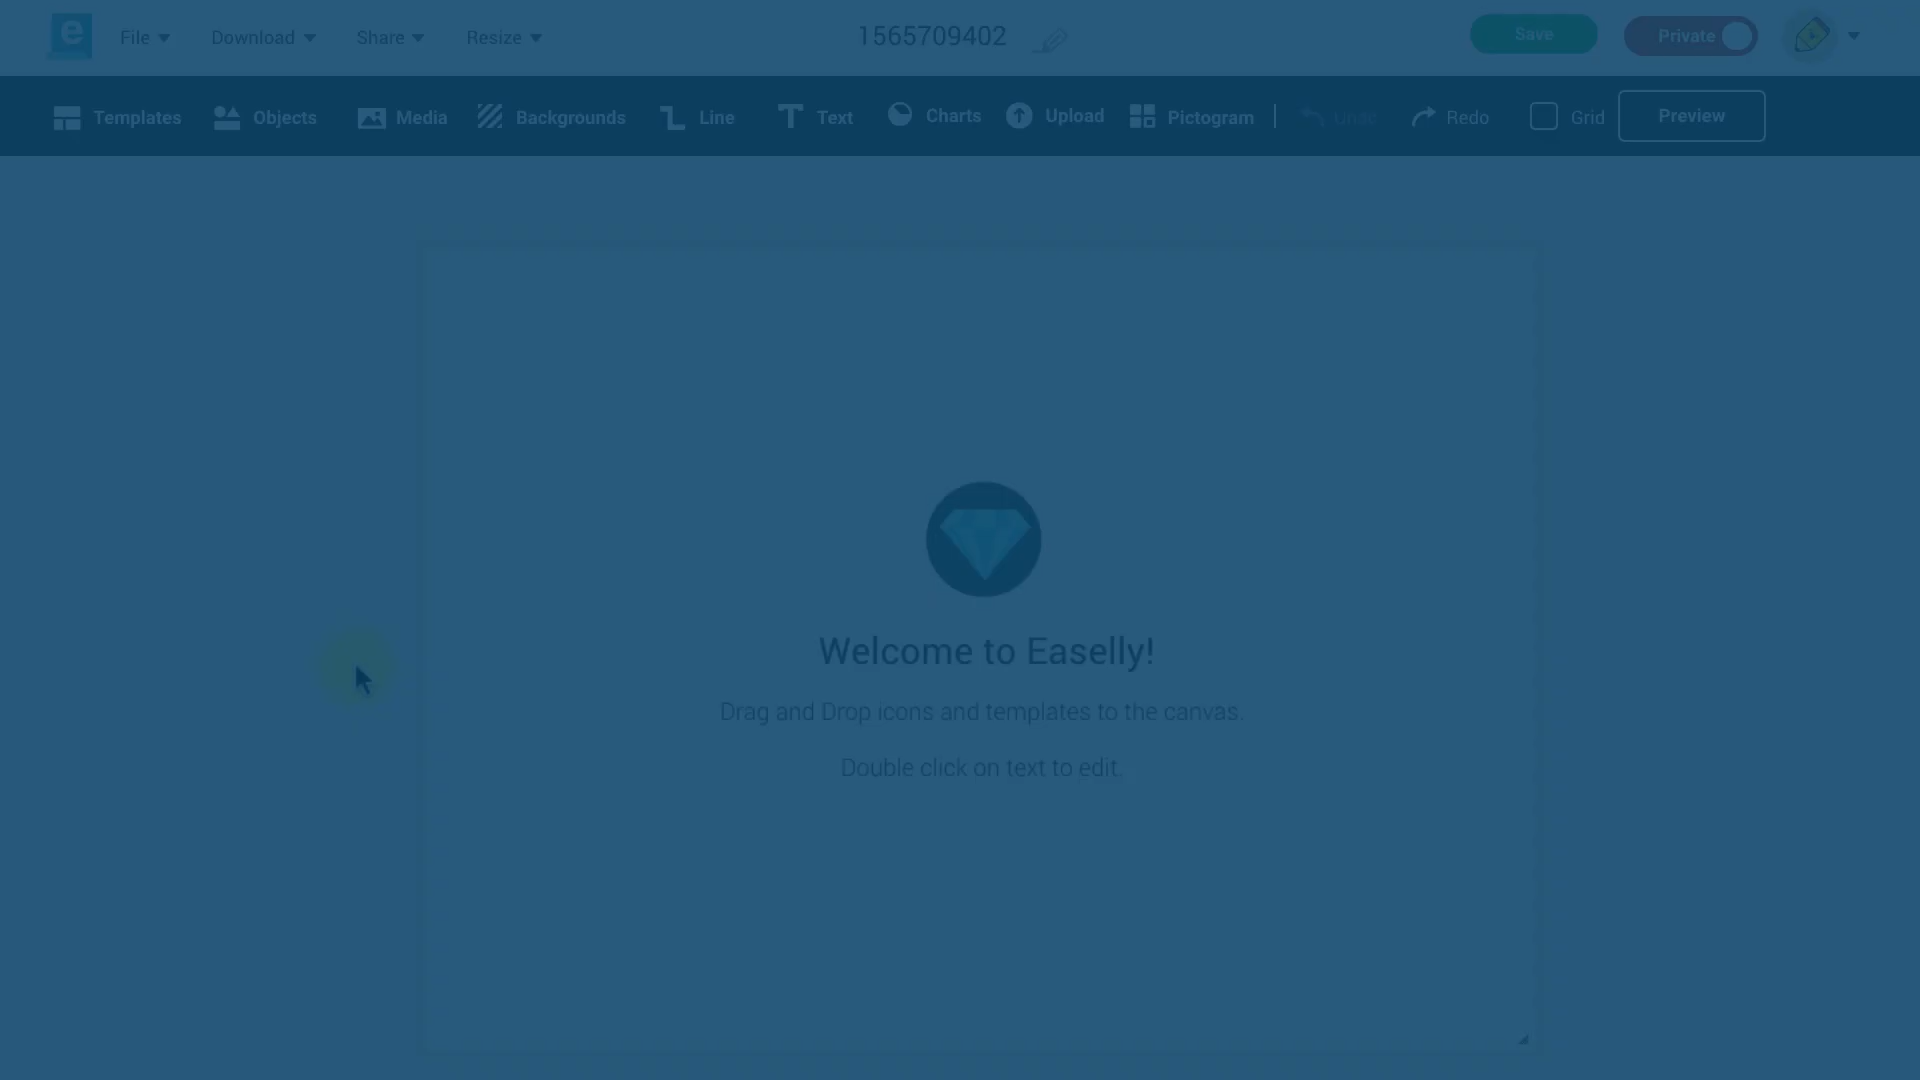 e File Download Share Resize 1565709402 Save Private
Templates Objects Media Backgrounds Line Text Charts Upload Pictogram Undo Redo Grid Preview
Welcome to Easelly!
Drag and Drop icons and templates to the canvas.
Double click on text to edit.